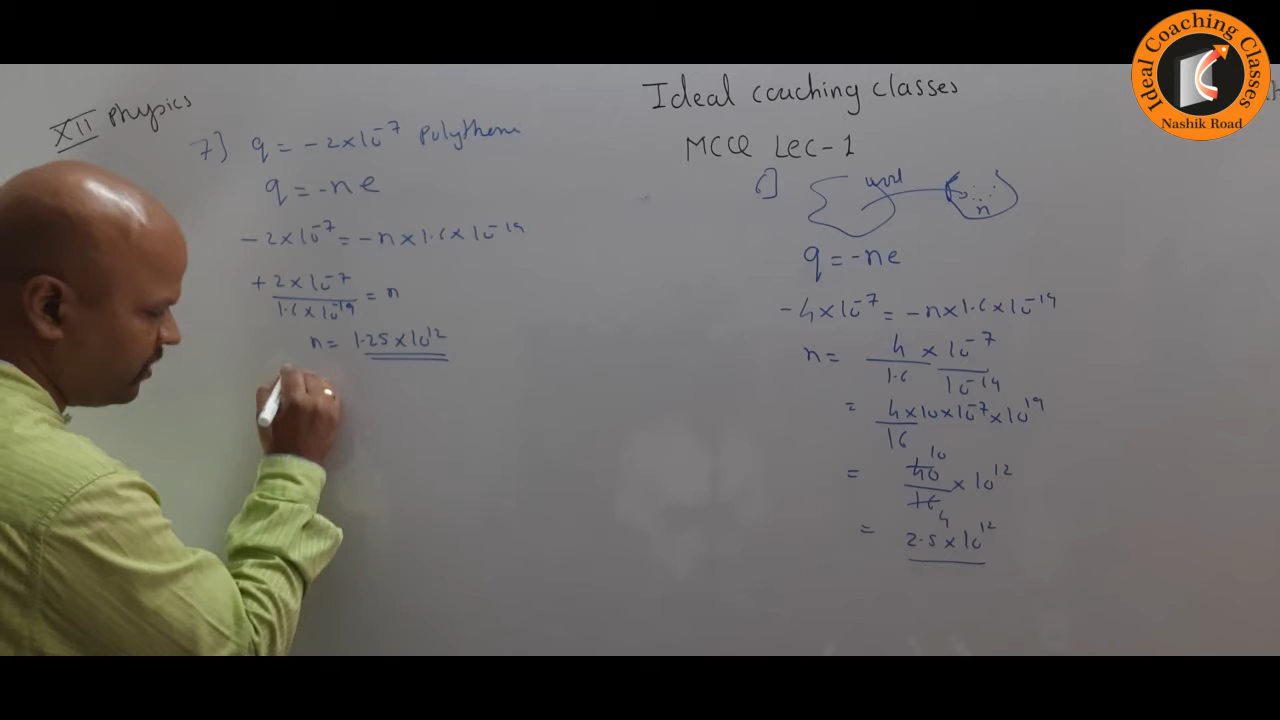 Ideal Coaching Classes
Nashik Road
Ideal coaching classes
MCQ Lec-1
XII Physics
7] q = -2×10⁻⁷ Polythene
q = -ne
-2×10⁻⁷ = -n×1.6×10⁻¹⁹
+2×10⁻⁷ / 1.6×10⁻¹⁹ = n
n = 1.25×10¹²
6] wool
n
q = -ne
-4×10⁻⁷ = -n×1.6×10⁻¹⁹
n = 4/1.6 × 10⁻⁷/10⁻¹⁹
= 4×10×10⁻⁷×10¹⁹ / 16
= 40/16 × 10¹²
10
4
= 2.5×10¹²